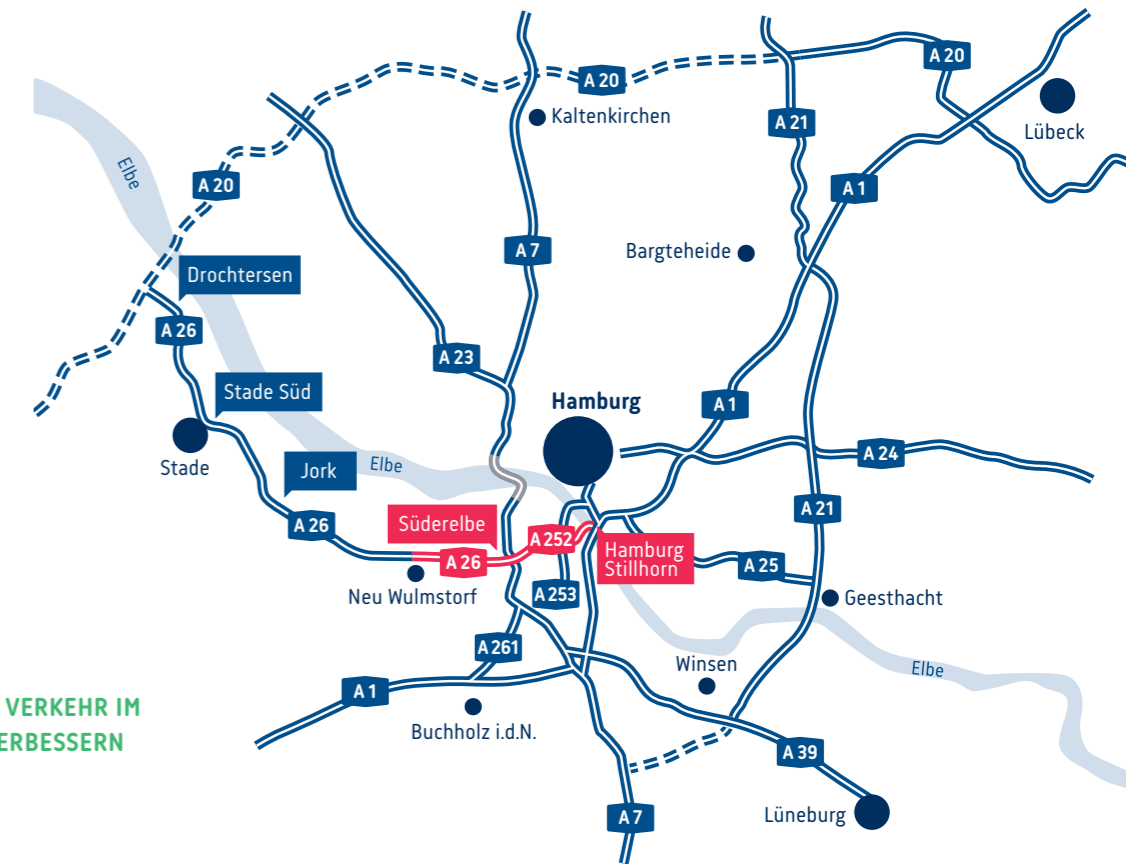 A 20
A 20
Kaltenkirchen
A 21
Lübeck
Elbe
A 20
A 1
A 7
Bargteheide
Drochtersen
A 26
A 23
Stade Süd
Hamburg
A 1
Stade
Elbe
A 24
Jork
A 26
Süderelbe
A 21
A 26
A 252
Hamburg
Stillhorn
A 25
Neu Wulmstorf
A 253
Geesthacht
A 261
Winsen
Elbe
A 1
VERKEHR IM
ERBESSERN
Buchholz i.d.N.
A 39
A 7
Lüneburg